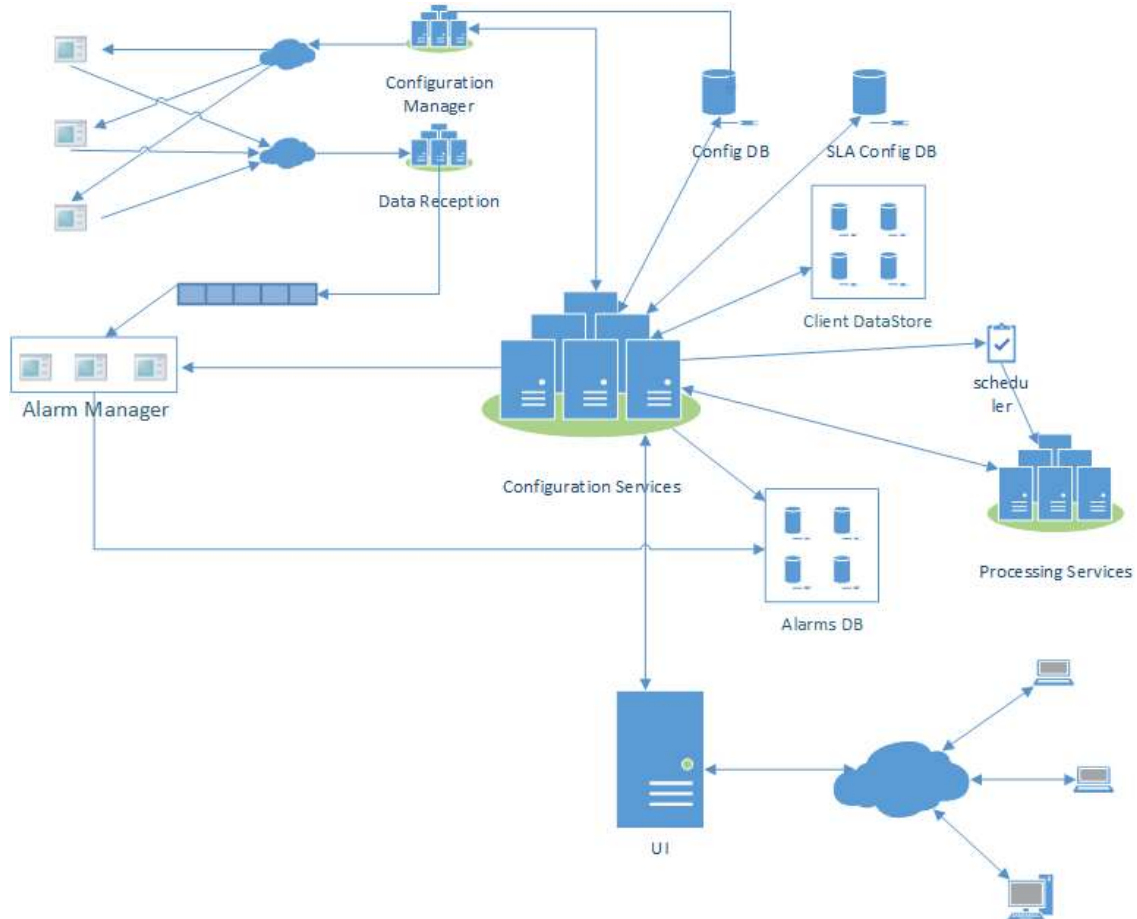 Configuration
Manager
Config DB
SLA Config DB
Data Reception
Client DataStore
Alarm Manager
schedu
ler
Configuration Services
Processing Services
Alarms DB
UI